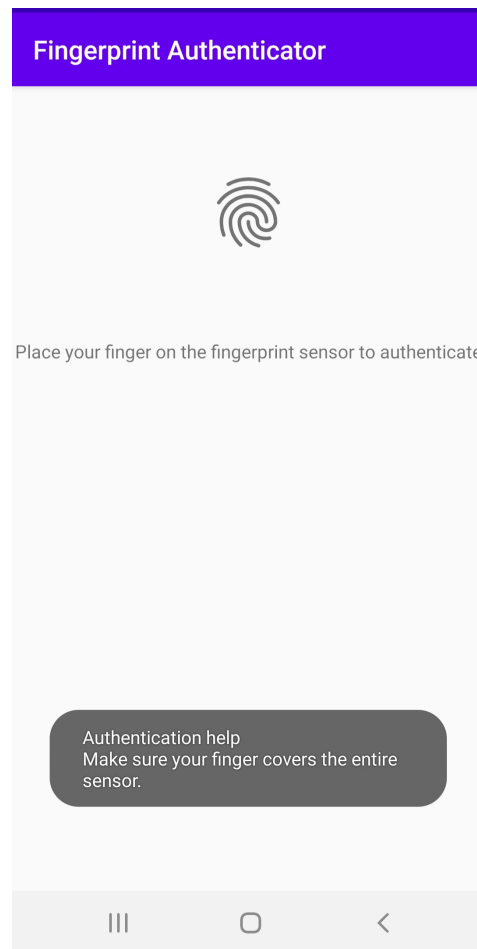 Fingerprint Authenticator
Place your finger on the fingerprint sensor to authenticate
Authentication help
Make sure your finger covers the entire
sensor.